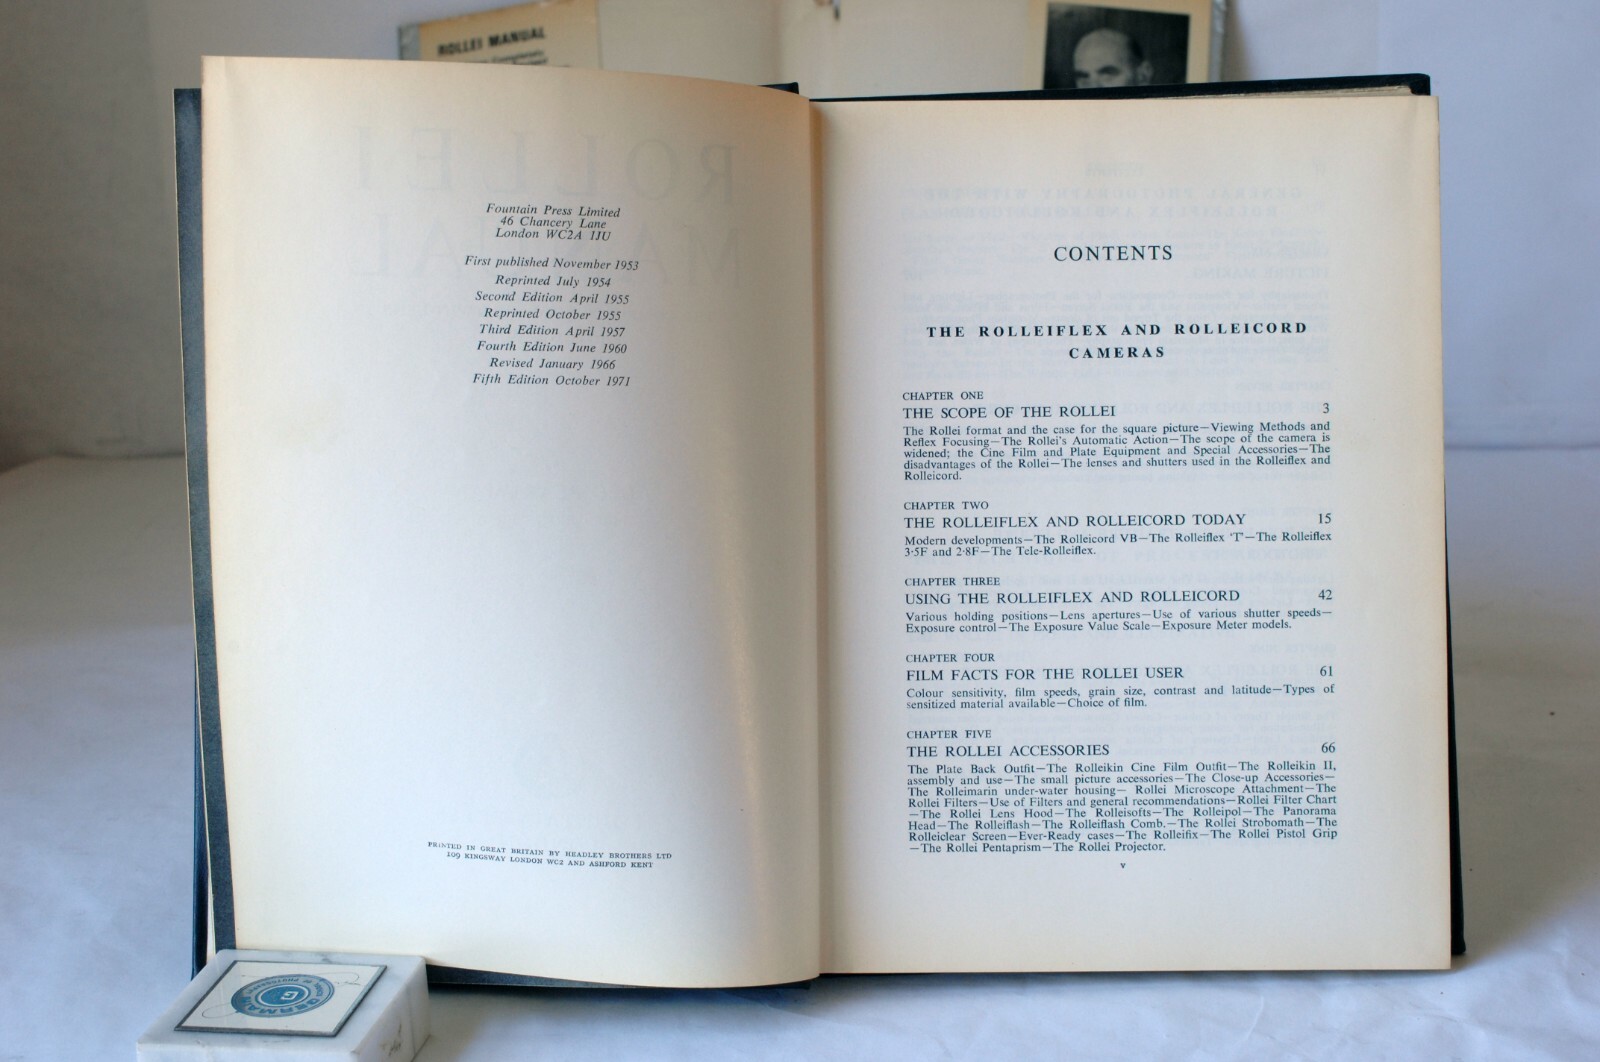 ROLLEI MANUAL
Fountain Press Limited
46 Chancery Lane
London WC2A 1JU
First published November 1953
Reprinted July 1954
Second Edition April 1955
Reprinted October 1955
Third Edition April 1957
Fourth Edition June 1960
Revised January 1966
Fifth Edition October 1971
PRINTED IN GREAT BRITAIN BY HEADLEY BROTHERS LTD
109 KINGSWAY LONDON WC2 AND ASHFORD KENT
CONTENTS
THE ROLLEIFLEX AND ROLLEICORD
CAMERAS
CHAPTER ONE
THE SCOPE OF THE ROLLEI 3
The Rollei format and the case for the square picture—Viewing Methods and
Reflex Focusing—The Rollei's Automatic Action—The scope of the camera is
widened; the Cine Film and Plate Equipment and Special Accessories—The
disadvantages of the Rollei—The lenses and shutters used in the Rolleiflex and
Rolleicord.
CHAPTER TWO
THE ROLLEIFLEX AND ROLLEICORD TODAY 15
Modern developments—The Rolleicord VB—The Rolleiflex 'T'—The Rolleiflex
3·5F and 2·8F—The Tele-Rolleiflex.
CHAPTER THREE
USING THE ROLLEIFLEX AND ROLLEICORD 42
Various holding positions—Lens apertures—Use of various shutter speeds—
Exposure control—The Exposure Value Scale—Exposure Meter models.
CHAPTER FOUR
FILM FACTS FOR THE ROLLEI USER 61
Colour sensitivity, film speeds, grain size, contrast and latitude—Types of
sensitized material available—Choice of film.
CHAPTER FIVE
THE ROLLEI ACCESSORIES 66
The Plate Back Outfit—The Rolleikin Cine Film Outfit—The Rolleikin II,
assembly and use—The small picture accessories—The Close-up Accessories—
The Rolleimarin under-water housing— Rollei Microscope Attachment—The
Rollei Filters—Use of Filters and general recommendations—Rollei Filter Chart
—The Rollei Lens Hood—The Rolleisofts—The Rolleipol—The Panorama
Head—The Rolleiflash—The Rolleiflash Comb.—The Rollei Strobomath—The
Rolleiclear Screen—Ever-Ready cases—The Rolleifix—The Rollei Pistol Grip
—The Rollei Pentaprism—The Rollei Projector.
v